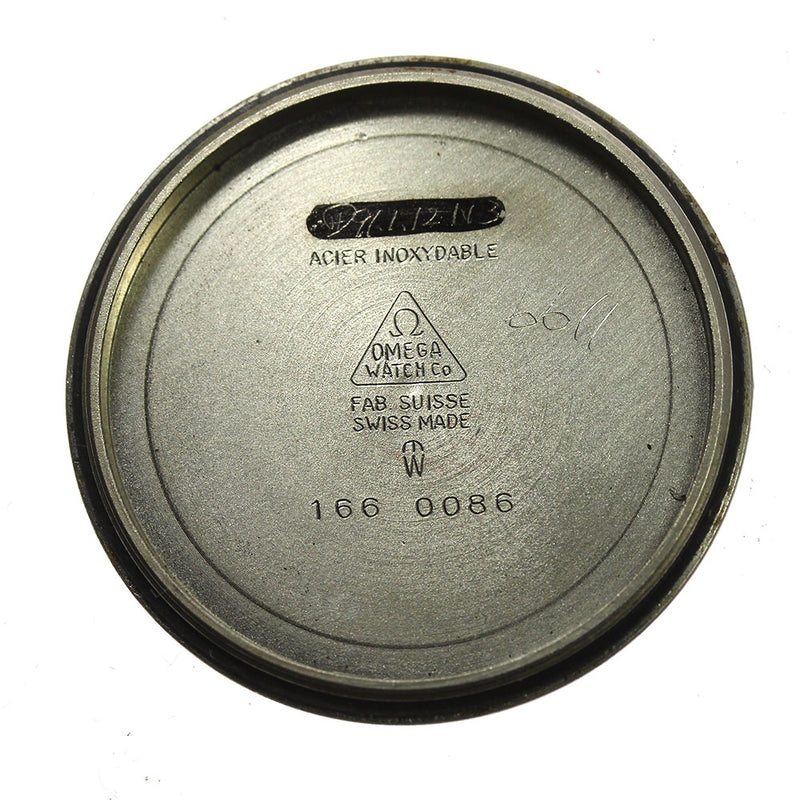 ACIER INOXYDABLE
Ω
OMEGA
WATCH Co
FAB. SUISSE
SWISS MADE
166 0086